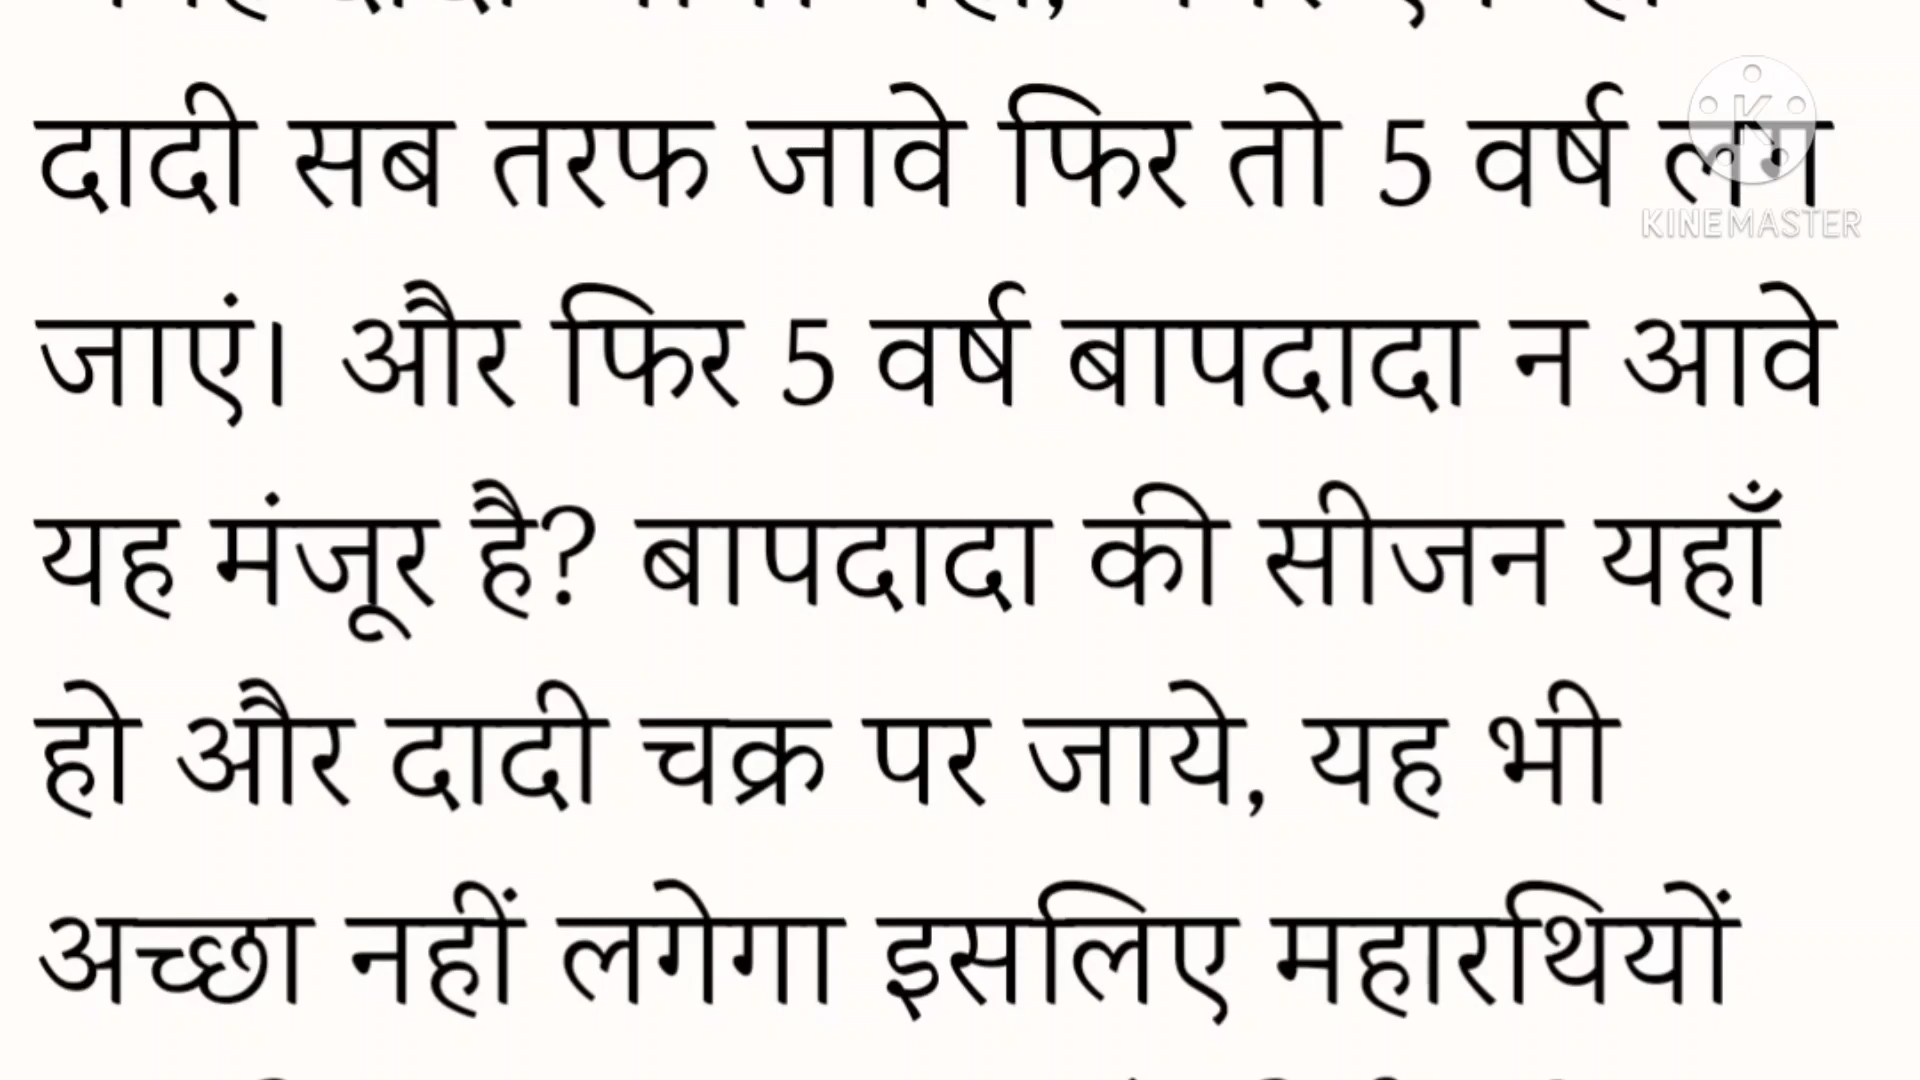 दादी सब तरफ जावे फिर तो 5 वर्ष लग
KINEMASTER
जाएं। और फिर 5 वर्ष बापदादा न आवे
यह मंजूर है? बापदादा की सीजन यहाँ
हो और दादी चक्र पर जाये, यह भी
अच्छा नहीं लगेगा इसलिए महारथियों